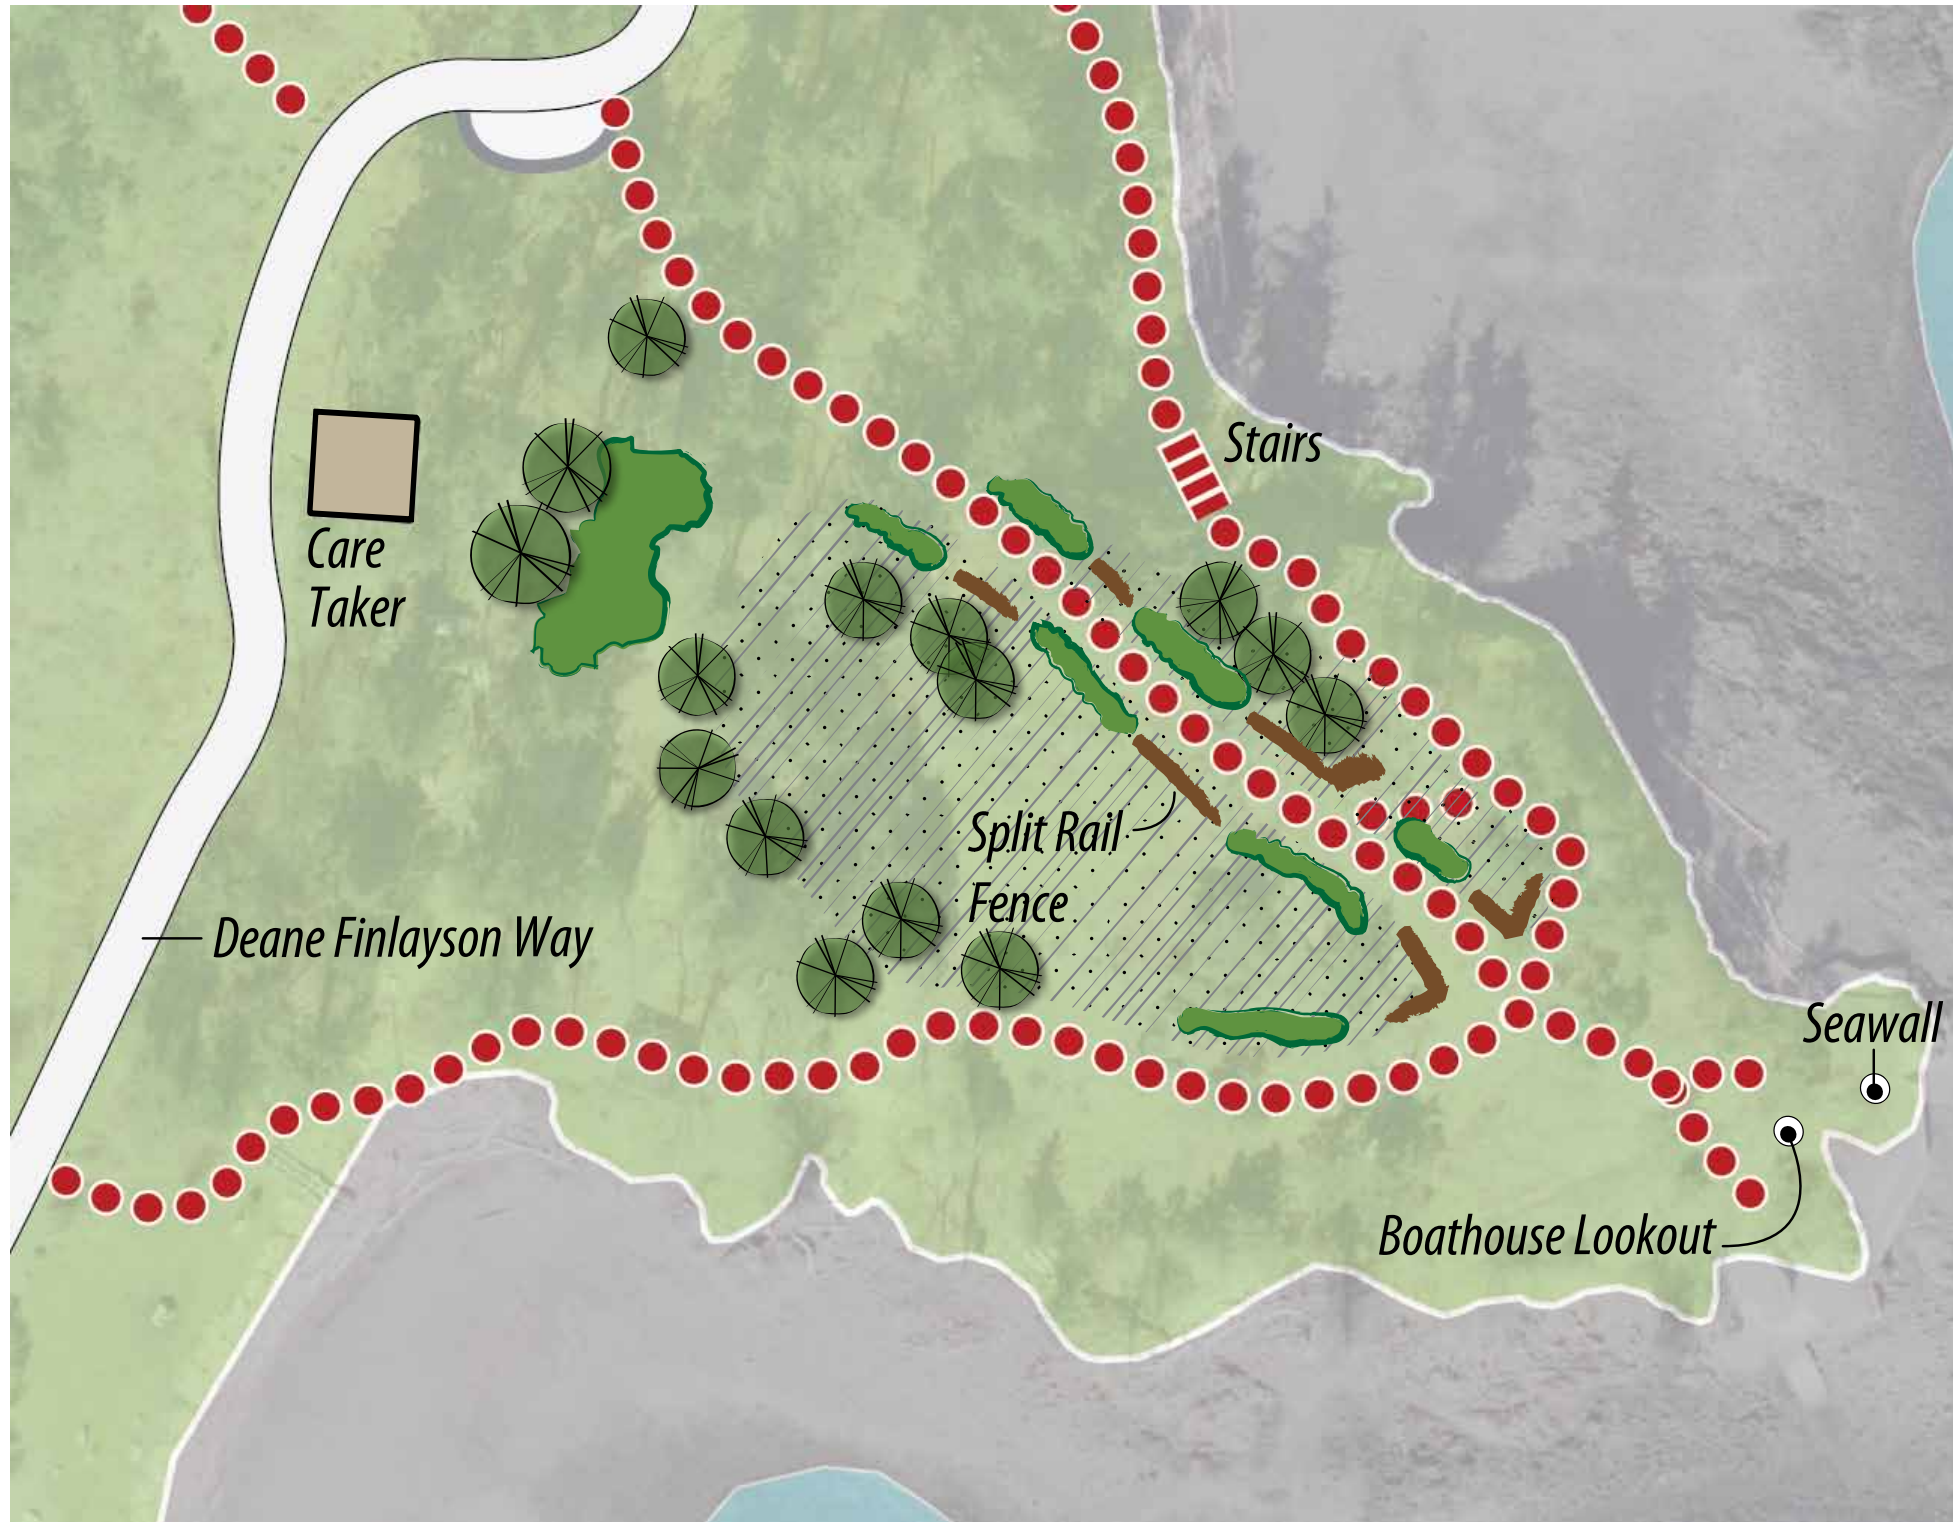 Stairs
Care
Taker
Split Rail
Fence
Deane Finlayson Way
Seawall
Boathouse Lookout